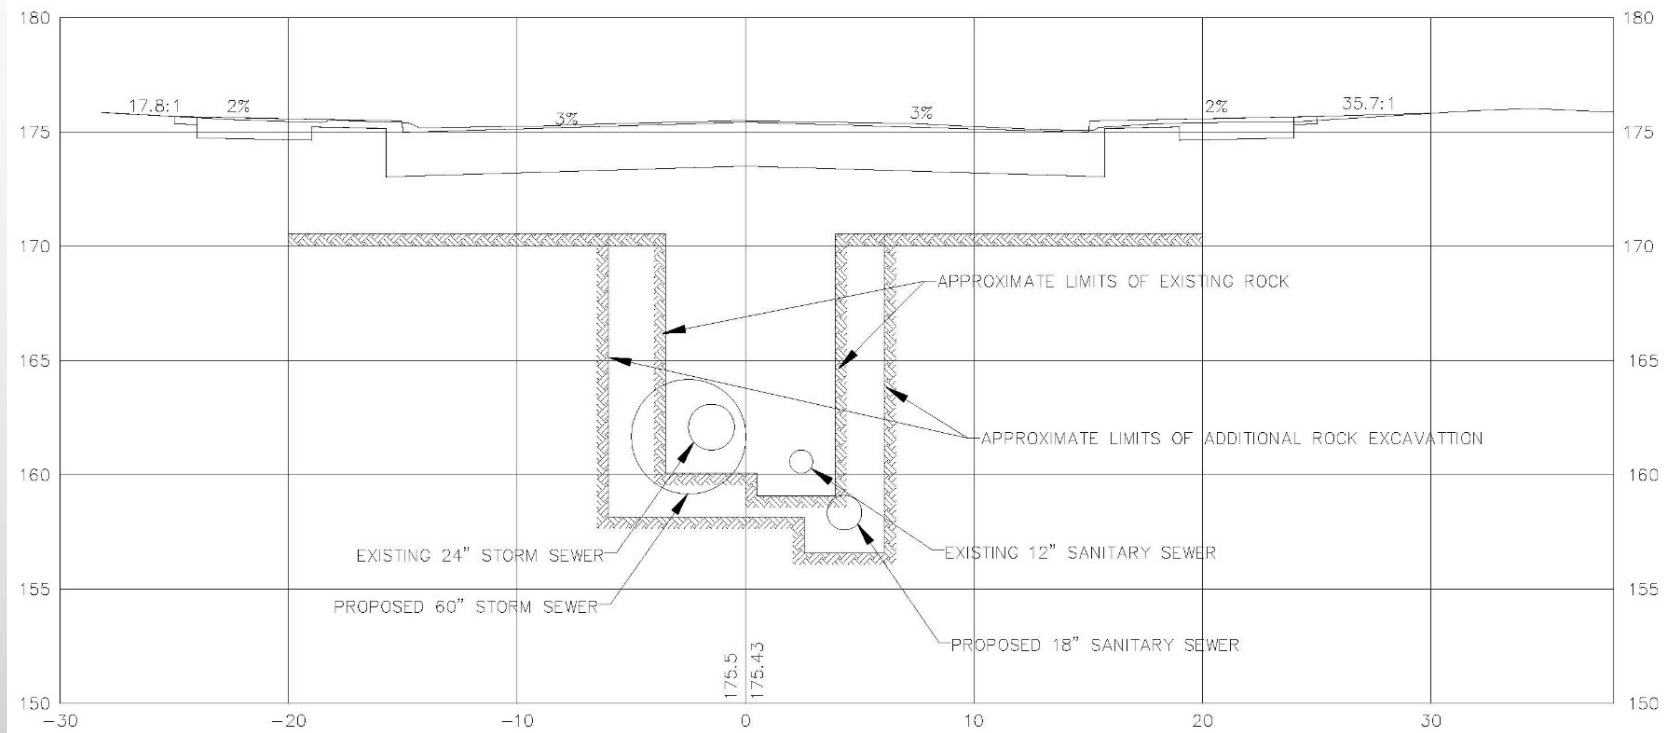 180 180
17.8:1 2% 3% 3% 2% 35.7:1
175 175
170 170
APPROXIMATE LIMITS OF EXISTING ROCK
165 165
APPROXIMATE LIMITS OF ADDITIONAL ROCK EXCAVATTION
160 160
EXISTING 24" STORM SEWER
EXISTING 12" SANITARY SEWER
155 155
PROPOSED 60" STORM SEWER
PROPOSED 18" SANITARY SEWER
175.5
175.43
150 150
-30 -20 -10 0 10 20 30